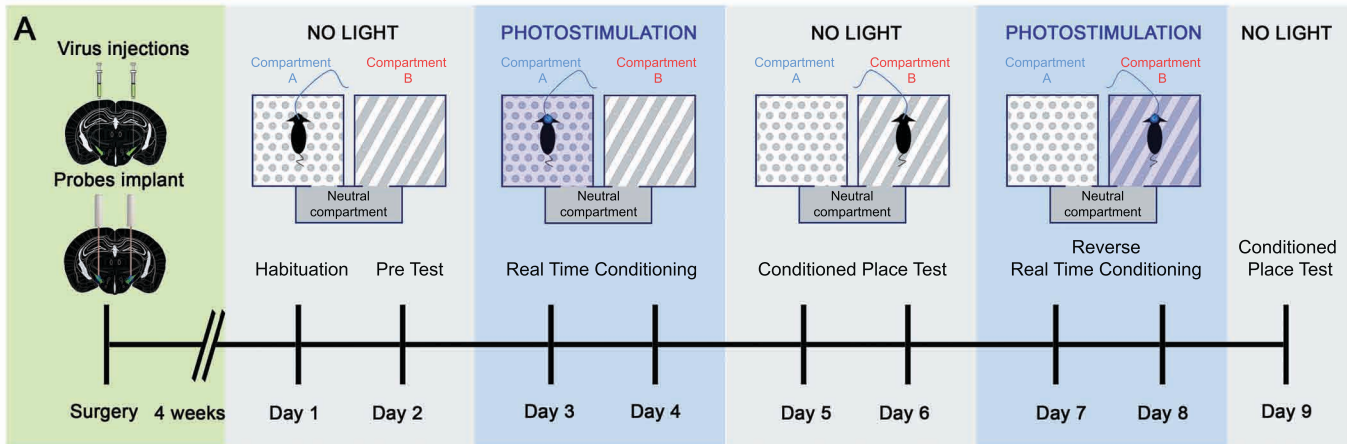 A
Virus injections
Probes implant
NO LIGHT
Compartment
A
Compartment
B
Neutral
compartment
Habituation
Pre Test
PHOTOSTIMULATION
Compartment
A
Compartment
B
Neutral
compartment
Real Time Conditioning
NO LIGHT
Compartment
A
Compartment
B
Neutral
compartment
Conditioned Place Test
PHOTOSTIMULATION
Compartment
A
Compartment
B
Neutral
compartment
Reverse
Real Time Conditioning
NO LIGHT
Conditioned
Place Test
Surgery
4 weeks
Day 1
Day 2
Day 3
Day 4
Day 5
Day 6
Day 7
Day 8
Day 9